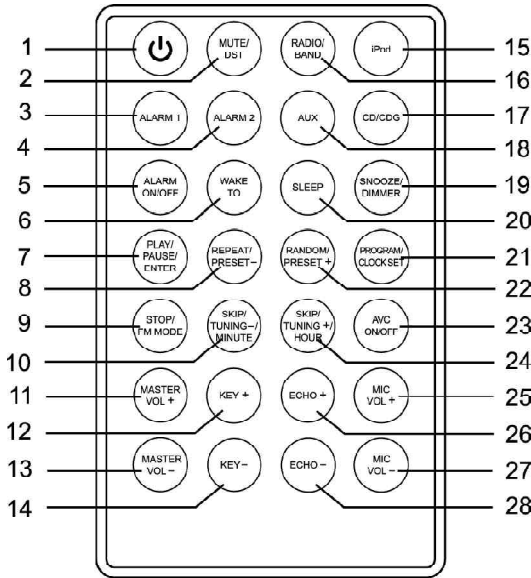 1
MUTE/
DST
RADIO/
BAND
iPod
15
2
16
3
ALARM 1
ALARM 2
AUX
CD/CDG
17
4
18
5
ALARM
ON/OFF
WAKE
TO
SLEEP
SNOOZE/
DIMMER
19
6
20
7
PLAY/
PAUSE/
ENTER
REPEAT/
PRESET−
RANDOM/
PRESET +
PROGRAM/
CLOCKSET
21
8
22
9
STOP/
FM MODE
SKIP/
TUNING−/
MINUTE
SKIP/
TUNING +/
HOUR
AVC
ON/OFF
23
10
24
11
MASTER
VOL +
KEY +
ECHO +
MIC
VOL +
25
12
26
13
MASTER
VOL−
KEY−
ECHO−
MIC
VOL−
27
14
28